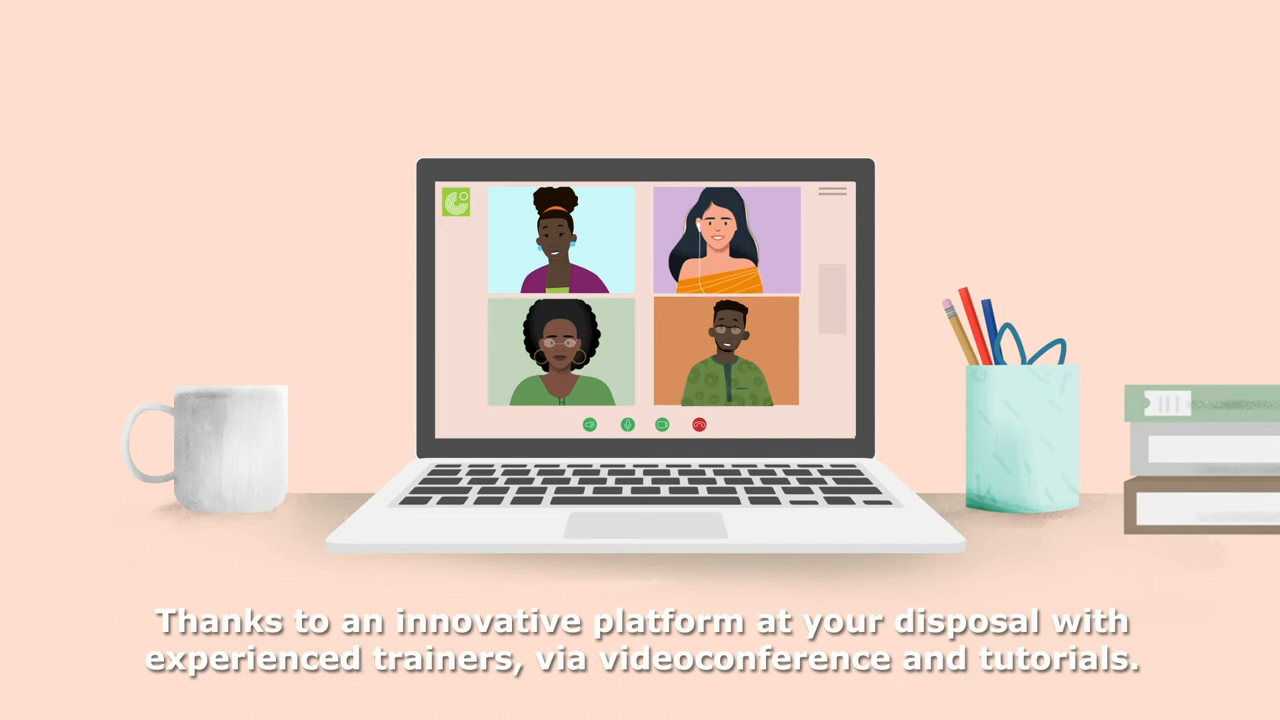 Thanks to an innovative platform at your disposal with
experienced trainers, via videoconference and tutorials.